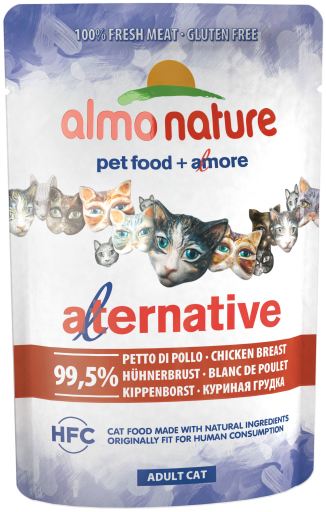 100% FRESH MEAT · GLUTEN FREE
almo nature
pet food + almore
alternative
99,5%
PETTO DI POLLO · CHICKEN BREAST
HÜHNERBRUST · BLANC DE POULET
KIPPENBORST · КУРИНАЯ ГРУДКА
HFC
CAT FOOD MADE WITH NATURAL INGREDIENTS
ORIGINALLY FIT FOR HUMAN CONSUMPTION
ADULT CAT